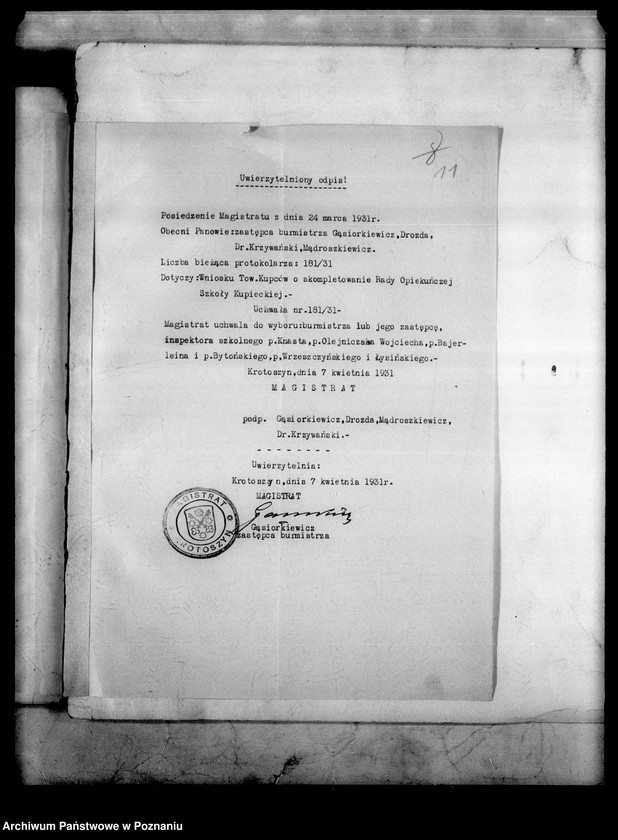 8
11
Uwierzytelniony odpis!
Posiedzenie Magistratu z dnia 24 marca 1931r.
Obecni Panowie:zastępca burmistrza Gąsiorkiewicz,Drozda,
Dr.Krzywański,Mądroszkiewicz.
Liczba bieżąca protokolarza: 181/31
Dotyczy:Wniosku Tow.Kupców o skompletowanie Rady Opiekuńczej
Szkoły Kupieckiej.-
Uchwała nr.181/31-
Magistrat uchwala do wyboru:burmistrza lub jego zastępcę,
inspektora szkolnego p.Knasta,p.Olejniczaka Wojciecha,p.Bajer-
leina i p.Bytońskiego,p.Wrzeszczyńskiego i Łysińskiego.-
Krotoszyn,dnia 7 kwietnia 1931
M A G I S T R A T
podp. Gąsiorkiewicz,Drozda,Mądroszkiewicz,
Dr.Krzywański.-
- - - - - - - -
Uwierzytelnia:
Krotoszyn,dnia 7 kwietnia 1931r.
MAGISTRAT
Gąsiorkiewicz
zastępca burmistrza
MAGISTRAT
KROTOSZYN
Archiwum Państwowe w Poznaniu